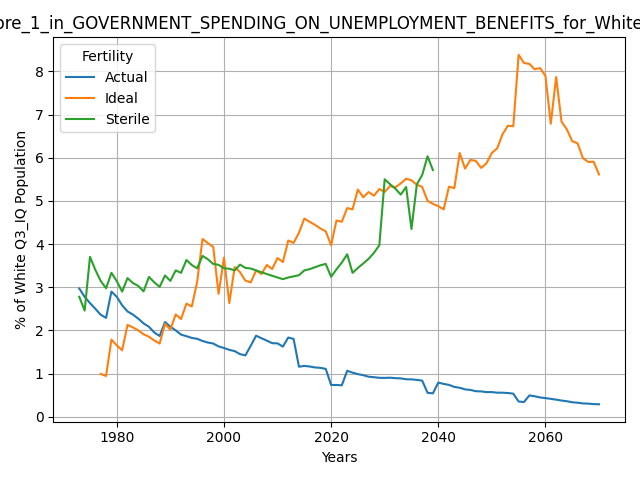 ore_1_in_GOVERNMENT_SPENDING_ON_UNEMPLOYMENT_BENEFITS_for_White
Fertility
Actual
Ideal
Sterile
% of White Q3_IQ Population
8
7
6
5
4
3
2
1
0
1980 2000 2020 2040 2060
Years